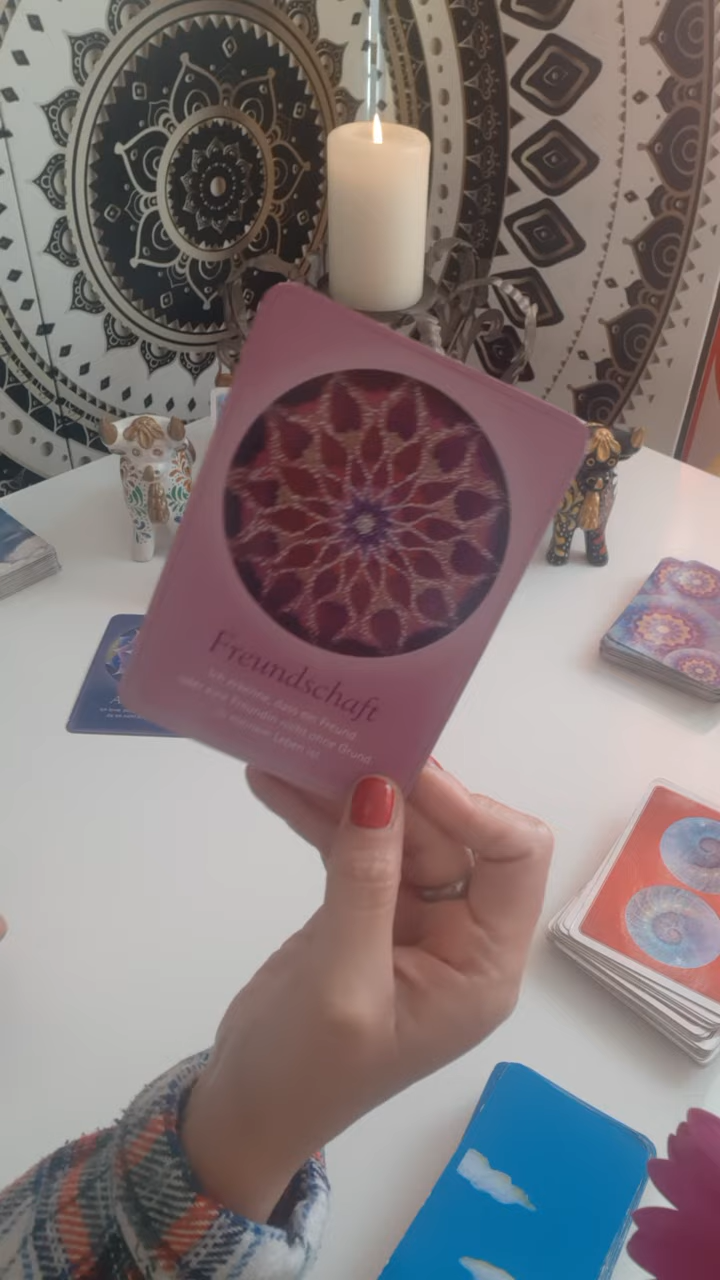 Freundschaft
Ich erkenne, dass ein Freund
oder eine Freundin nicht ohne Grund
in meinem Leben ist